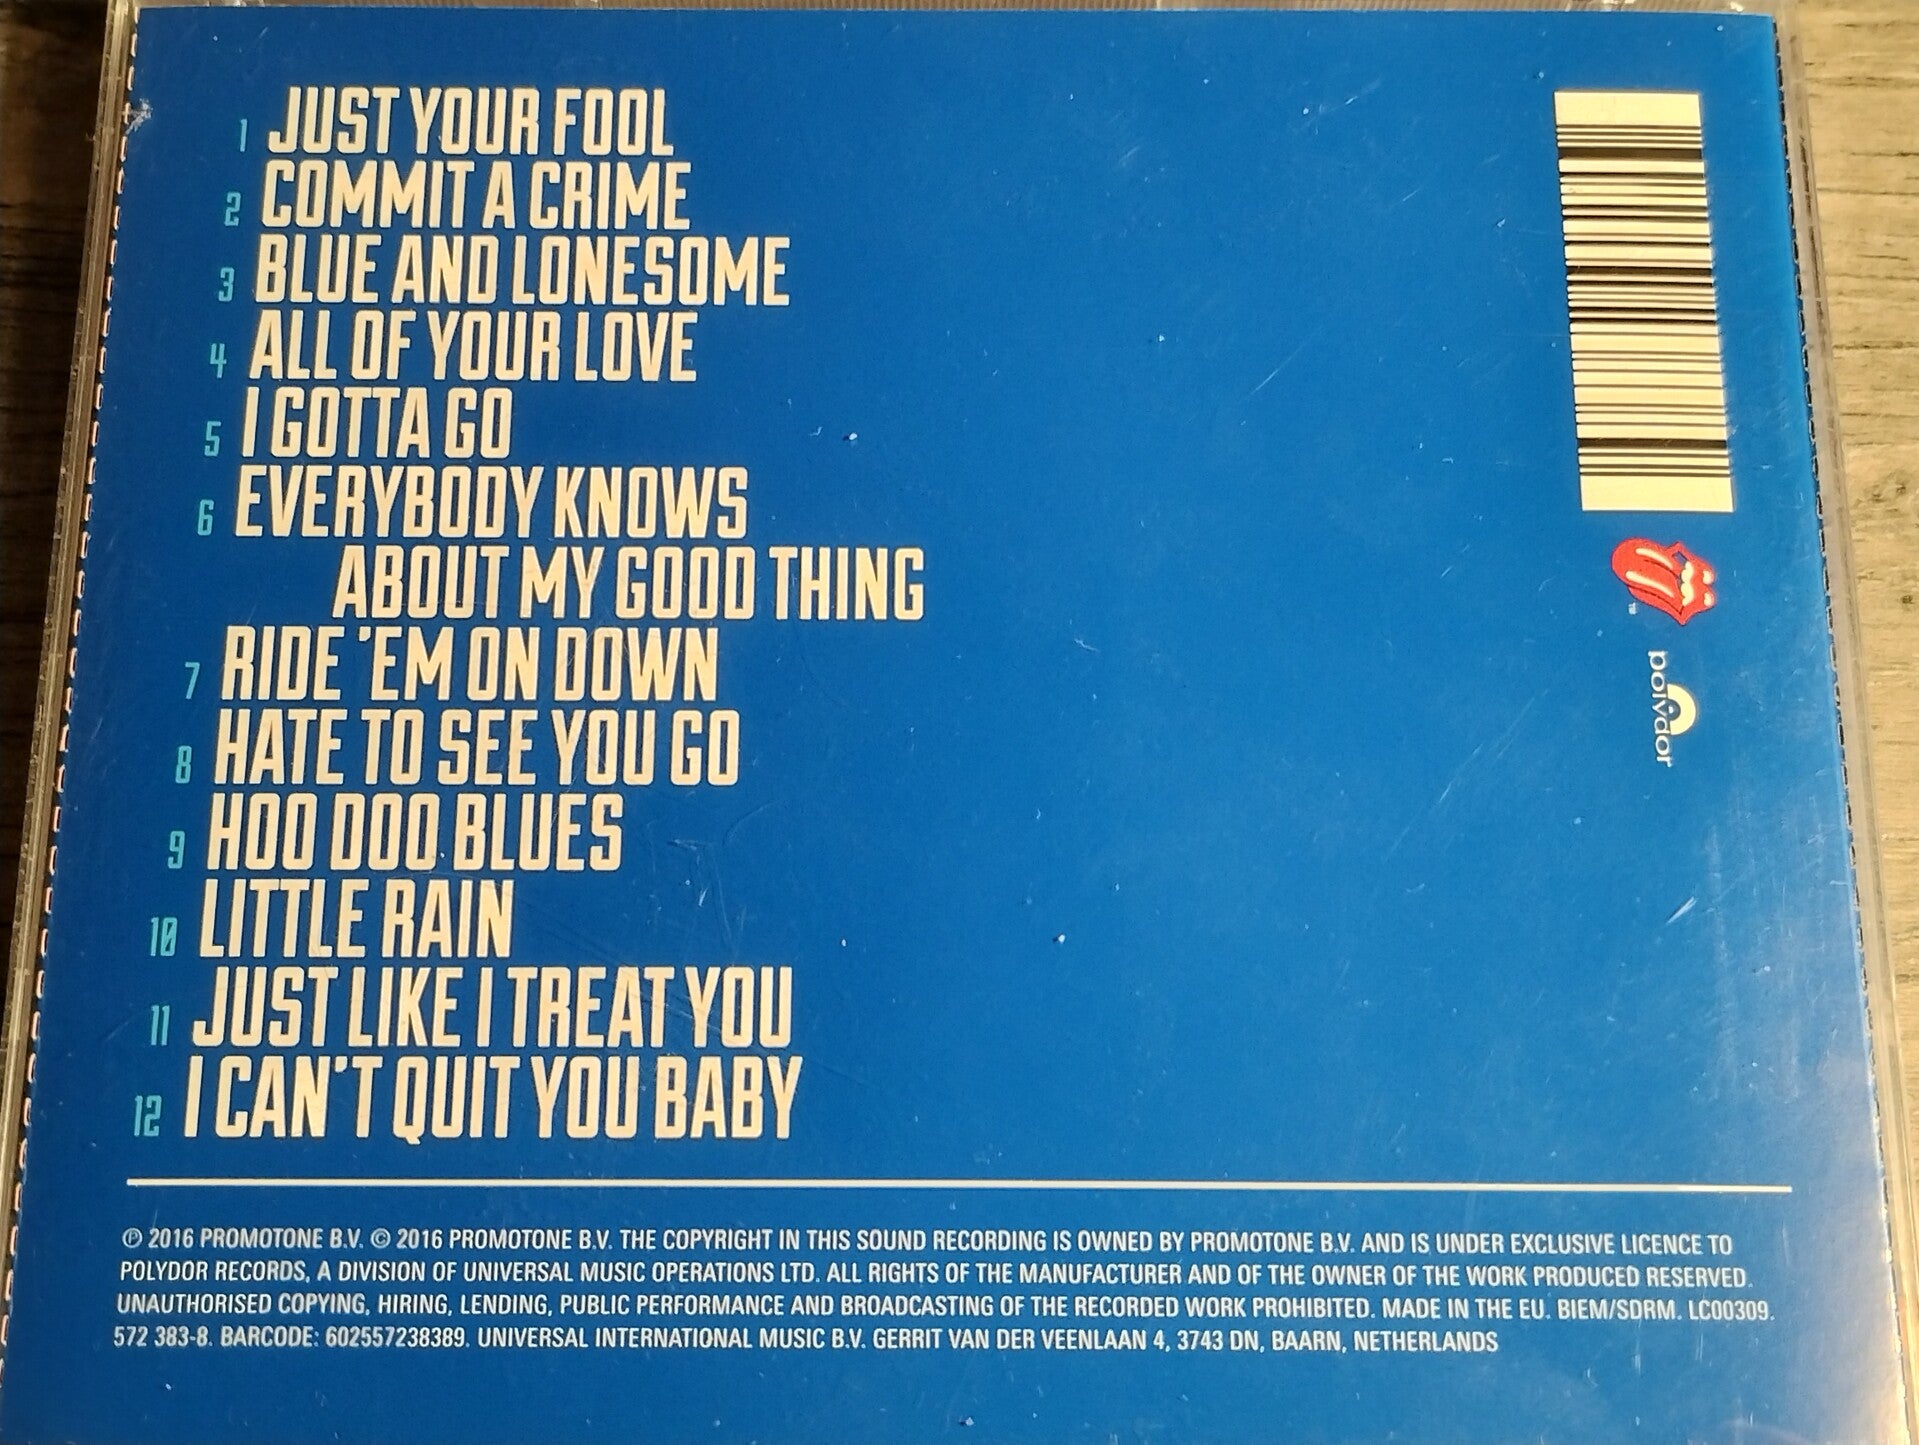 1 JUST YOUR FOOL
2 COMMIT A CRIME
3 BLUE AND LONESOME
4 ALL OF YOUR LOVE
5 I GOTTA GO
6 EVERYBODY KNOWS
ABOUT MY GOOD THING
7 RIDE 'EM ON DOWN
8 HATE TO SEE YOU GO
9 HOO DOO BLUES
10 LITTLE RAIN
11 JUST LIKE I TREAT YOU
12 I CAN'T QUIT YOU BABY
TM
polydor
℗ 2016 PROMOTONE B.V. © 2016 PROMOTONE B.V. THE COPYRIGHT IN THIS SOUND RECORDING IS OWNED BY PROMOTONE B.V. AND IS UNDER EXCLUSIVE LICENCE TO
POLYDOR RECORDS, A DIVISION OF UNIVERSAL MUSIC OPERATIONS LTD. ALL RIGHTS OF THE MANUFACTURER AND OF THE OWNER OF THE WORK PRODUCED RESERVED.
UNAUTHORISED COPYING, HIRING, LENDING, PUBLIC PERFORMANCE AND BROADCASTING OF THE RECORDED WORK PROHIBITED. MADE IN THE EU. BIEM/SDRM. LC00309.
572 383-8. BARCODE: 602557238389. UNIVERSAL INTERNATIONAL MUSIC B.V. GERRIT VAN DER VEENLAAN 4, 3743 DN, BAARN, NETHERLANDS